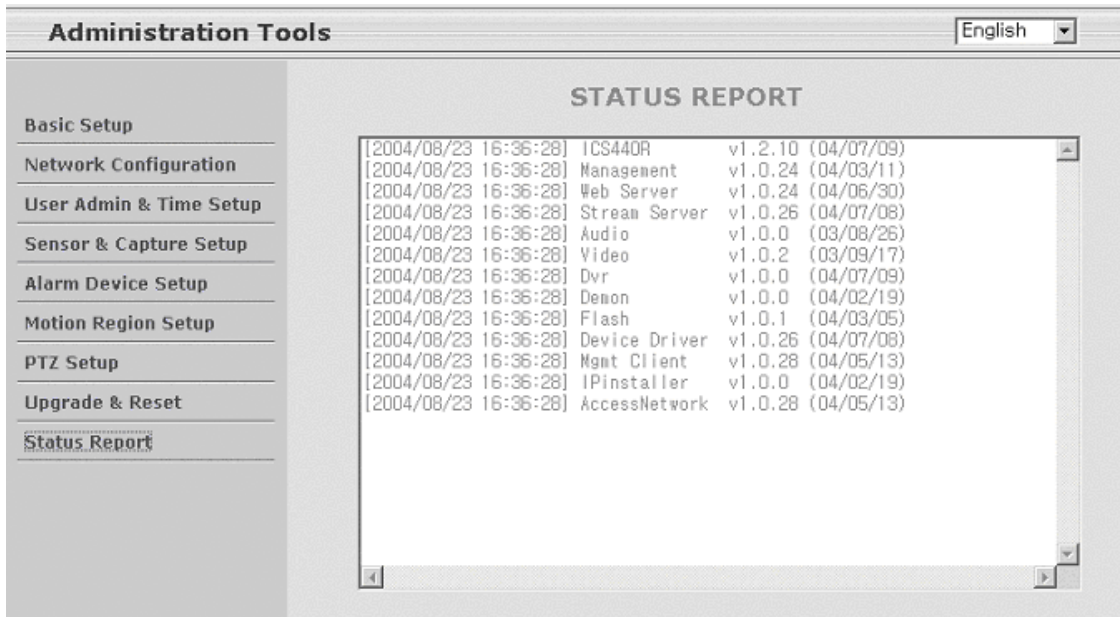 Administration Tools
English
Basic Setup
Network Configuration
User Admin & Time Setup
Sensor & Capture Setup
Alarm Device Setup
Motion Region Setup
PTZ Setup
Upgrade & Reset
Status Report
STATUS REPORT
[2004/08/23 16:36:28] ICS440R v1.2.10 (04/07/09)
[2004/08/23 16:36:28] Management v1.0.24 (04/03/11)
[2004/08/23 16:36:28] Web Server v1.0.24 (04/06/30)
[2004/08/23 16:36:28] Stream Server v1.0.26 (04/07/08)
[2004/08/23 16:36:28] Audio v1.0.0 (03/08/26)
[2004/08/23 16:36:28] Video v1.0.2 (03/09/17)
[2004/08/23 16:36:28] Dvr v1.0.0 (04/07/09)
[2004/08/23 16:36:28] Demon v1.0.0 (04/02/19)
[2004/08/23 16:36:28] Flash v1.0.1 (04/03/05)
[2004/08/23 16:36:28] Device Driver v1.0.26 (04/07/08)
[2004/08/23 16:36:28] Mgmt Client v1.0.28 (04/05/13)
[2004/08/23 16:36:28] IPinstaller v1.0.0 (04/02/19)
[2004/08/23 16:36:28] AccessNetwork v1.0.28 (04/05/13)